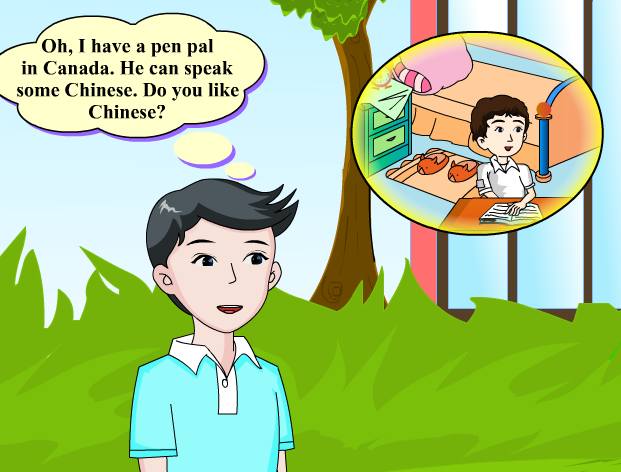 Oh, I have a pen pal
in Canada. He can speak
some Chinese. Do you like
Chinese?